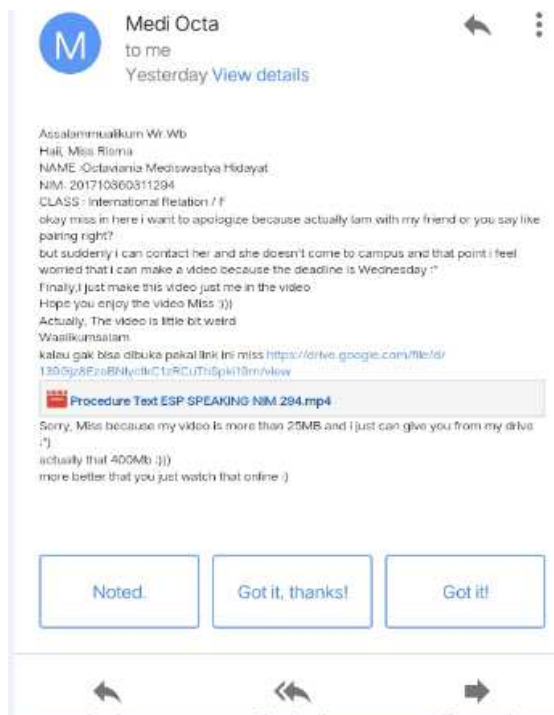 M
Medi Octa
to me
Yesterday View details
Assalammualikum Wr.Wb
Haii, Miss Risma
NAME :Octaviania Mediswastya Hidayat
NIM: 201710360311294
CLASS : International Relation / F
okay miss in here i want to apologize because actually Iam with my friend or you say like
pairing right?
but suddenly i can contact her and she doesn't come to campus and that point i feel
worried that i can make a video because the deadline is Wednesday :"
Finally,I just make this video just me in the video
Hope you enjoy the video Miss :)))
Actually, The video is little bit weird
Waalikumsalam
kalau gak bisa dibuka pakai link ini miss https://drive.google.com/file/d/
Procedure Text ESP SPEAKING NIM 294.mp4
Sorry, Miss because my video is more than 25MB and i just can give you from my drive
:")
actually that 400Mb :)))
more better that you just watch that online :)
Noted.
Got it, thanks!
Got it!